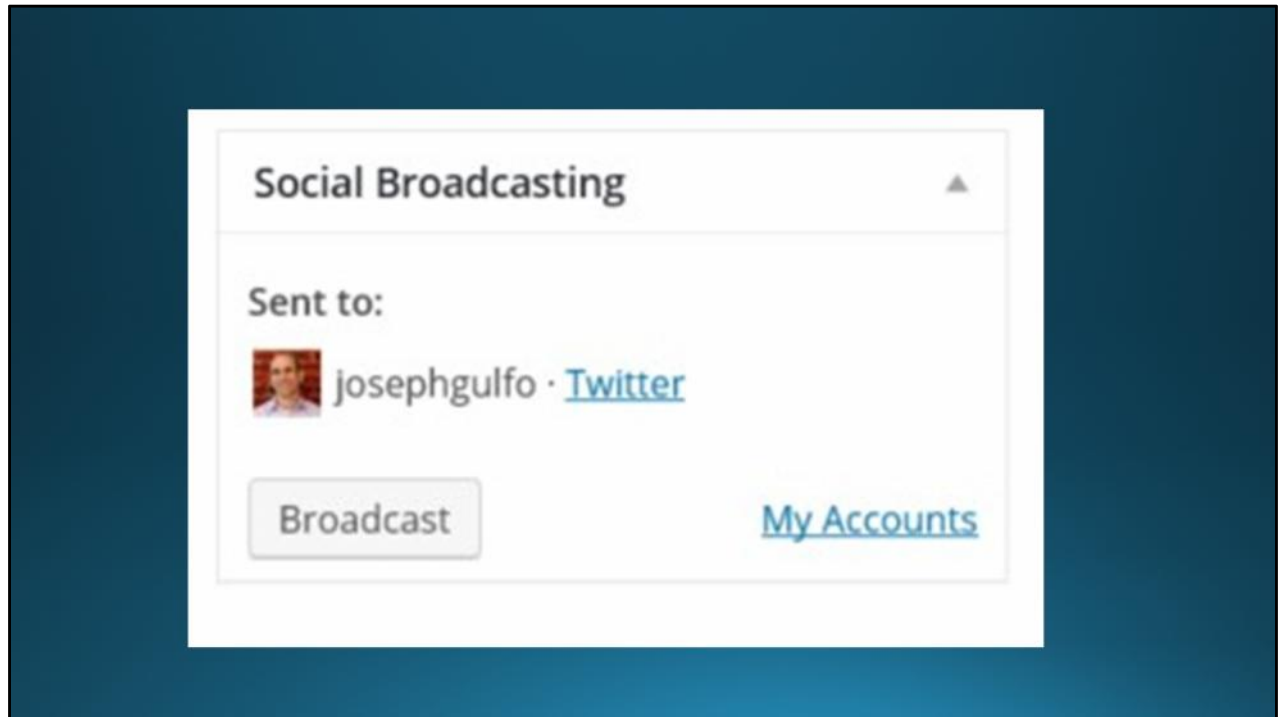 Social Broadcasting
Sent to:
josephgulfo · Twitter
Broadcast
My Accounts